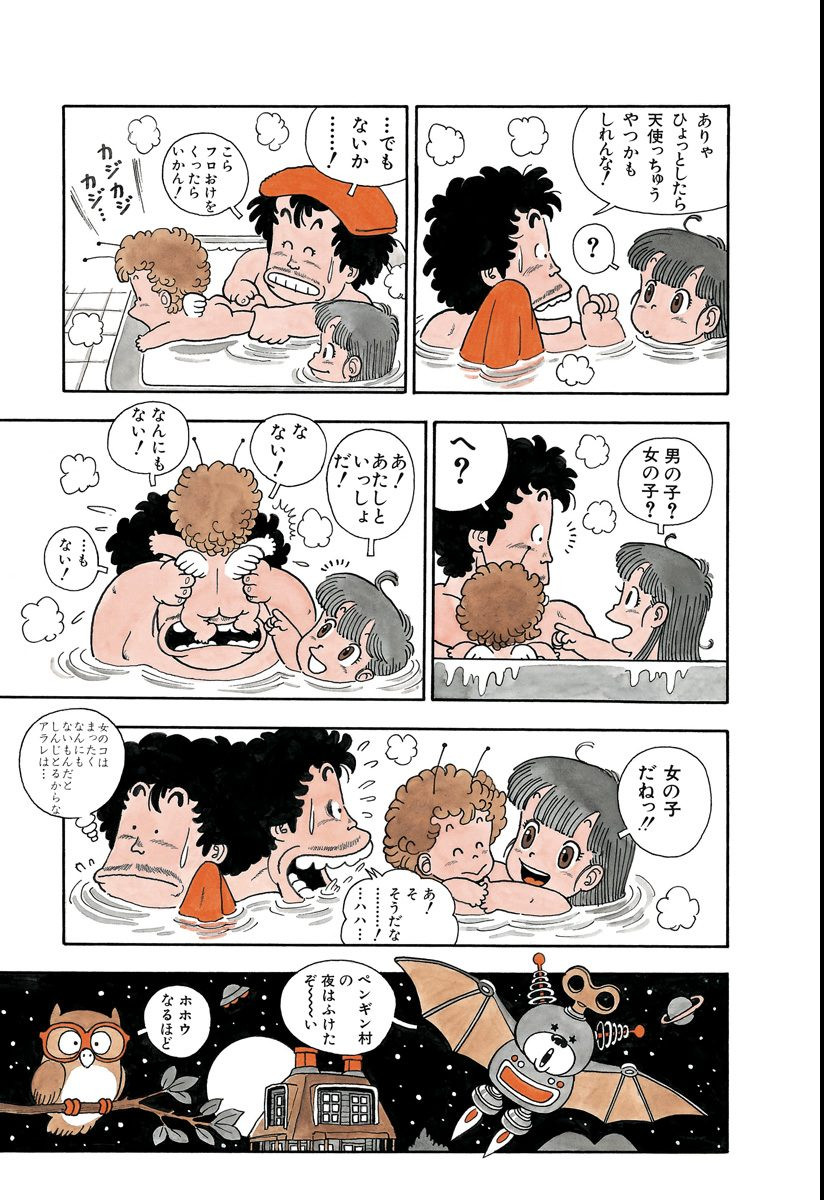 ありゃ
ひょっとしたら
天使っちゅう
やつかも
しれんな！
？
…でも
ないか
……！
こら
フロおけを
くったら
いかん！
カジカジ
カジ…
男の子？
女の子？
へ？
あ！
あたしと
いっしょ
だ！
な
ない！
なんにも
ない！
…も
ない！
女の子
だねっ!!
あ！
そうだな
そ
………！
…ハハ…
女のコは
まったく
なんにも
ないもんだと
しんじとるからな
アラレは…
ペンギン村
の
夜はふけた
ぞ〜〜い
ホホウ
なるほど